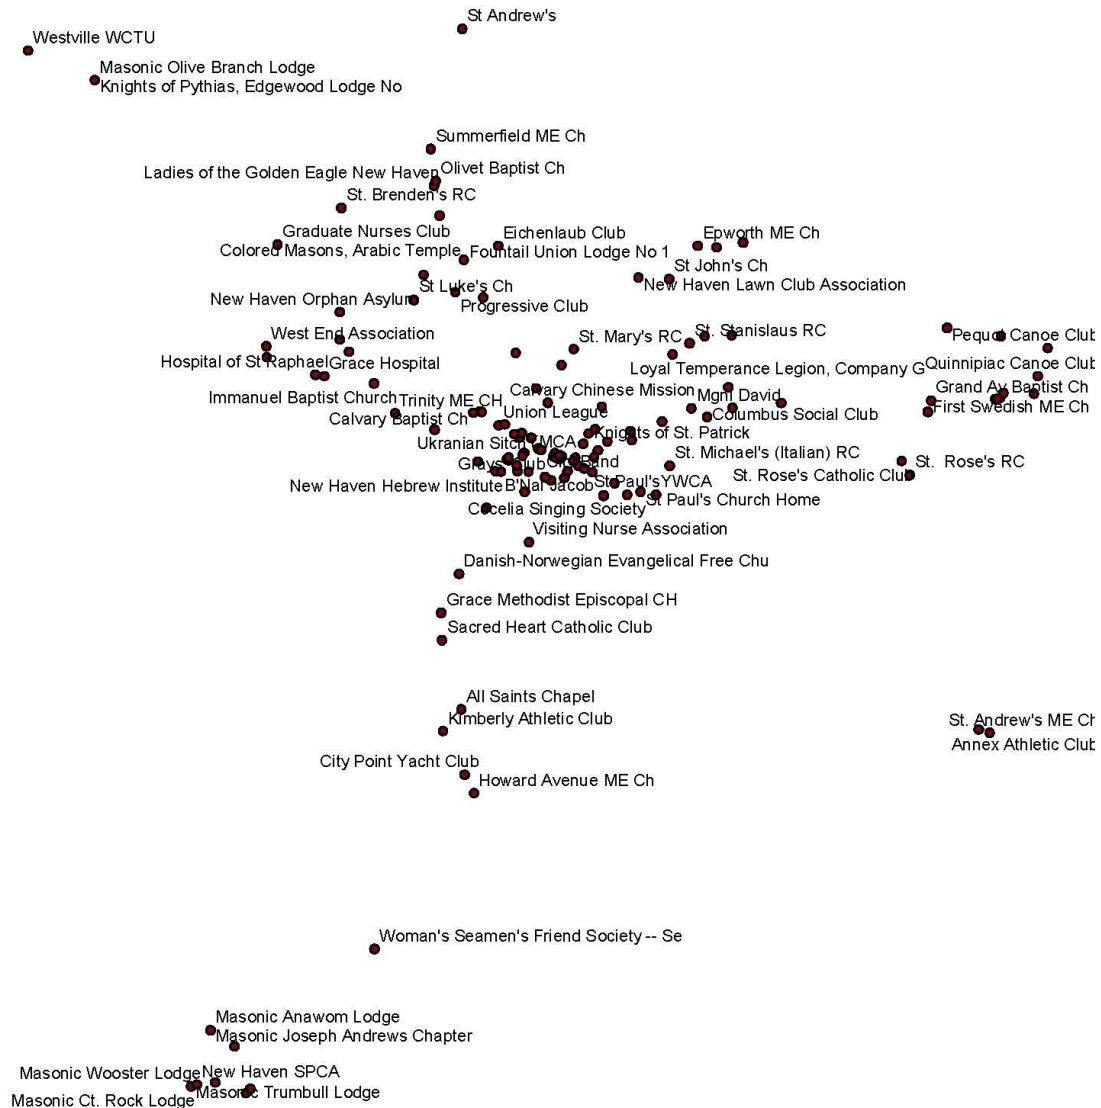 St Andrew's
Westville WCTU
Masonic Olive Branch Lodge
Knights of Pythias, Edgewood Lodge No
Summerfield ME Ch
Olivet Baptist Ch
Ladies of the Golden Eagle New Haven
St. Brenden's RC
Graduate Nurses Club
Eichenlaub Club
Epworth ME Ch
Colored Masons, Arabic Temple
Fountail Union Lodge No 1
St John's Ch
St Luke's Ch
New Haven Lawn Club Association
New Haven Orphan Asylum
Progressive Club
West End Association
St. Mary's RC
St. Stanislaus RC
Pequot Canoe Club
Hospital of St Raphael
Grace Hospital
Loyal Temperance Legion, Company G
Quinnipiac Canoe Club
Immanuel Baptist Church
Calvary Chinese Mission
Grand Av Baptist Ch
Trinity ME CH
Mgni David
First Swedish ME Ch
Calvary Baptist Ch
Union League
Columbus Social Club
Ukranian Sitch
YMCA
Knights of St. Patrick
St. Michael's (Italian) RC
Grays Club
Band
St. Rose's RC
St. Rose's Catholic Club
New Haven Hebrew Institute
B'Nai Jacob
St Paul's
YWCA
St Paul's Church Home
Cecelia Singing Society
Visiting Nurse Association
Danish-Norwegian Evangelical Free Chu
Grace Methodist Episcopal CH
Sacred Heart Catholic Club
All Saints Chapel
Kimberly Athletic Club
St. Andrew's ME Ch
Annex Athletic Club
City Point Yacht Club
Howard Avenue ME Ch
Woman's Seamen's Friend Society -- Se
Masonic Anawom Lodge
Masonic Joseph Andrews Chapter
Masonic Wooster Lodge
New Haven SPCA
Masonic Trumbull Lodge
Masonic Ct. Rock Lodge